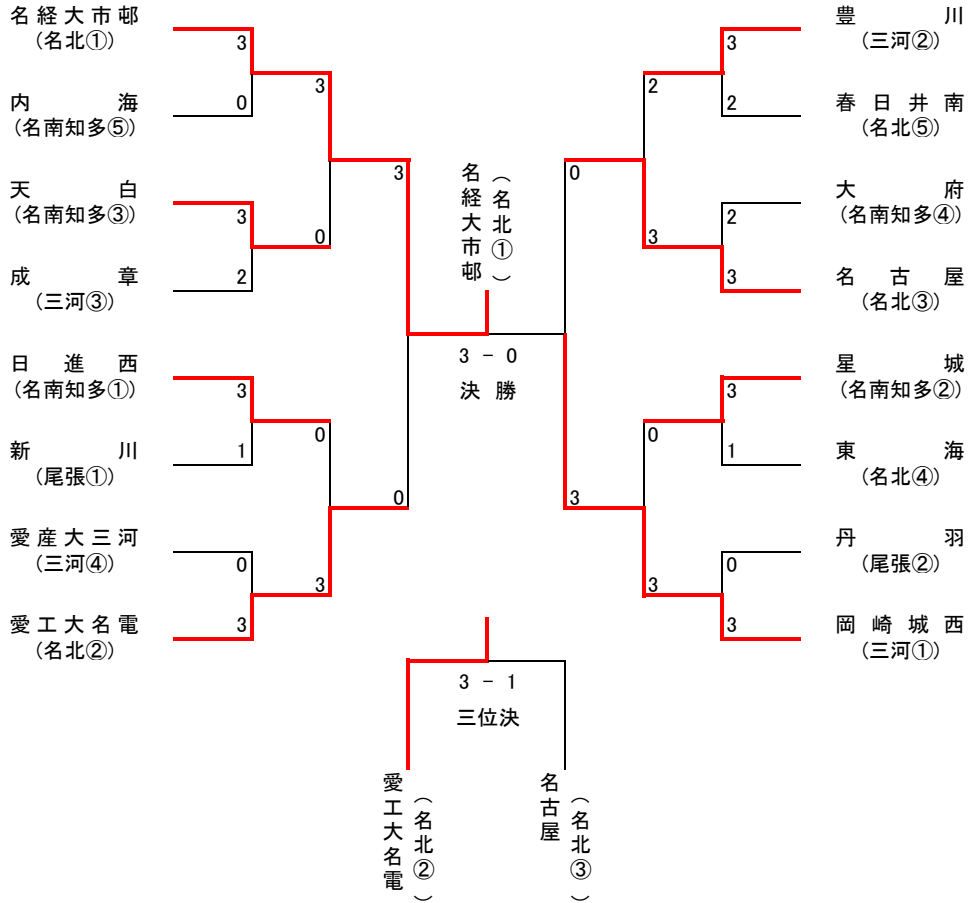 名経大市邨
(名北①)
3
内海
(名南知多⑤)
0
3
天白
(名南知多③)
3
0
成章
(三河③)
2
3
日進西
(名南知多①)
3
新川
(尾張①)
1
0
0
愛産大三河
(三河④)
0
愛工大名電
(名北②)
3
3
名経大市邨
(名北①)
3 - 0
決勝
豊川
(三河②)
3
春日井南
(名北⑤)
2
2
大府
(名南知多④)
2
3
名古屋
(名北③)
3
0
星城
(名南知多②)
3
東海
(名北④)
1
0
3
丹羽
(尾張②)
0
岡崎城西
(三河①)
3
3
3 - 1
三位決
愛工大名電
(名北②)
名古屋
(名北③)